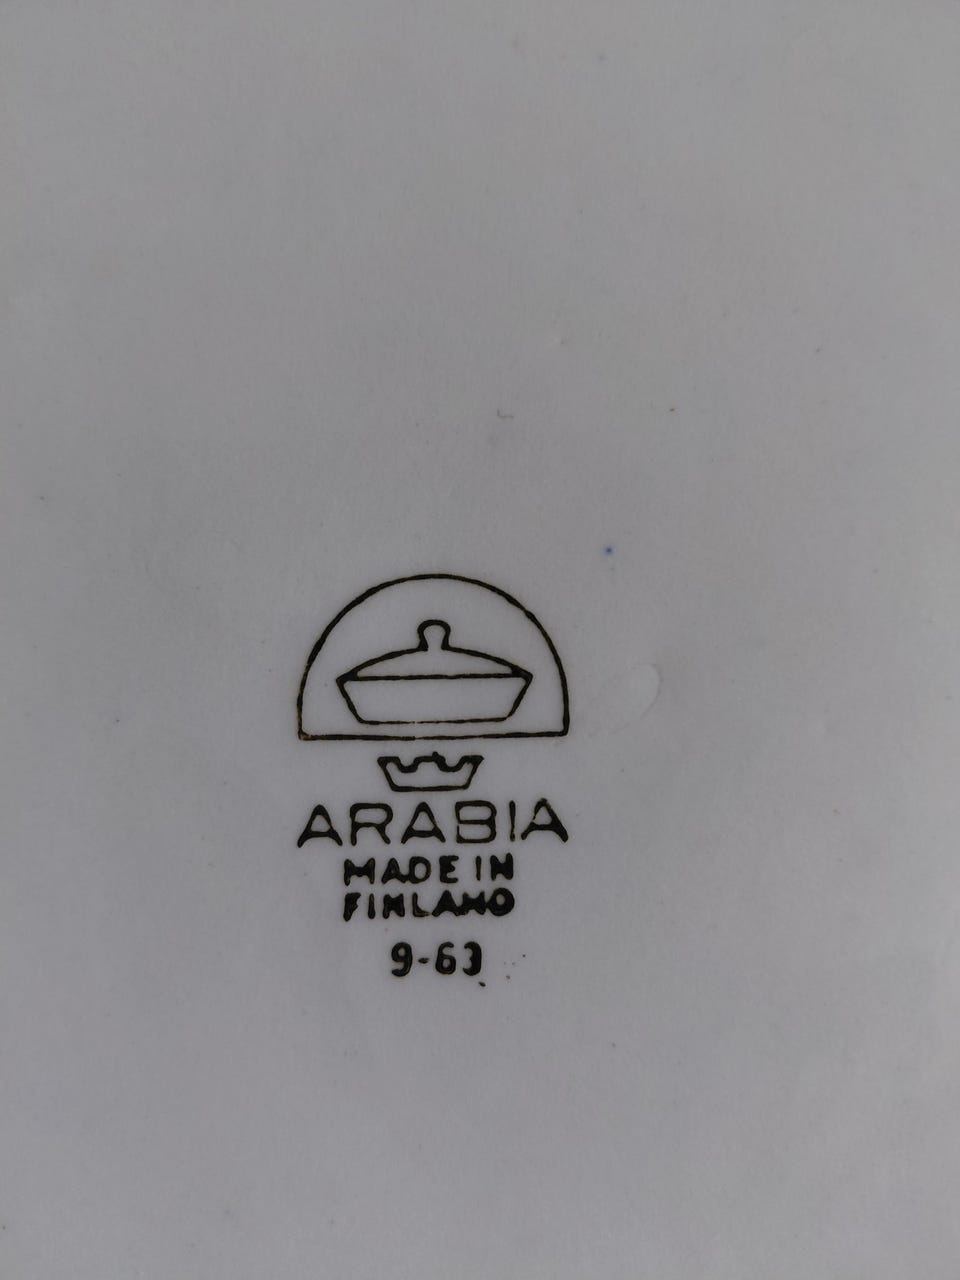 ARABIA
MADE IN
FINLAND
9-63